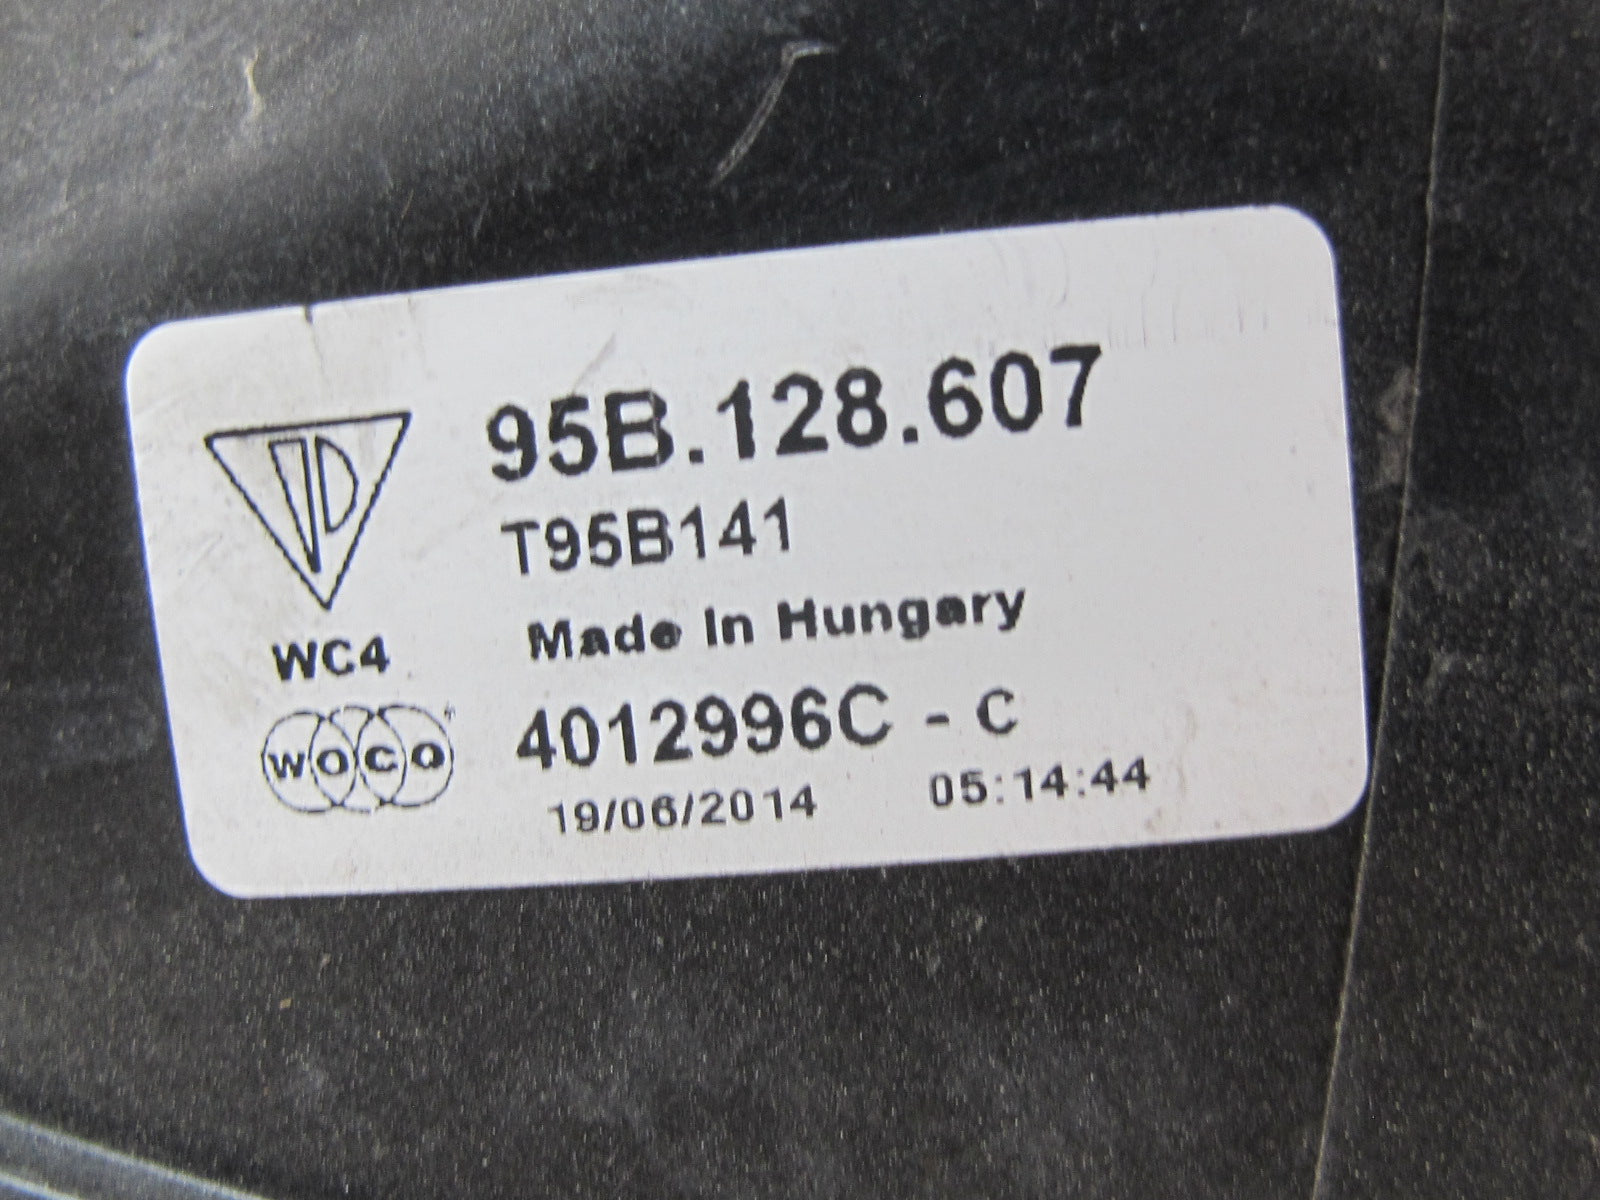 95B.128.607
T95B141
Made In Hungary
WC4
4012996C - C
WOCO
19/06/2014 05:14:44